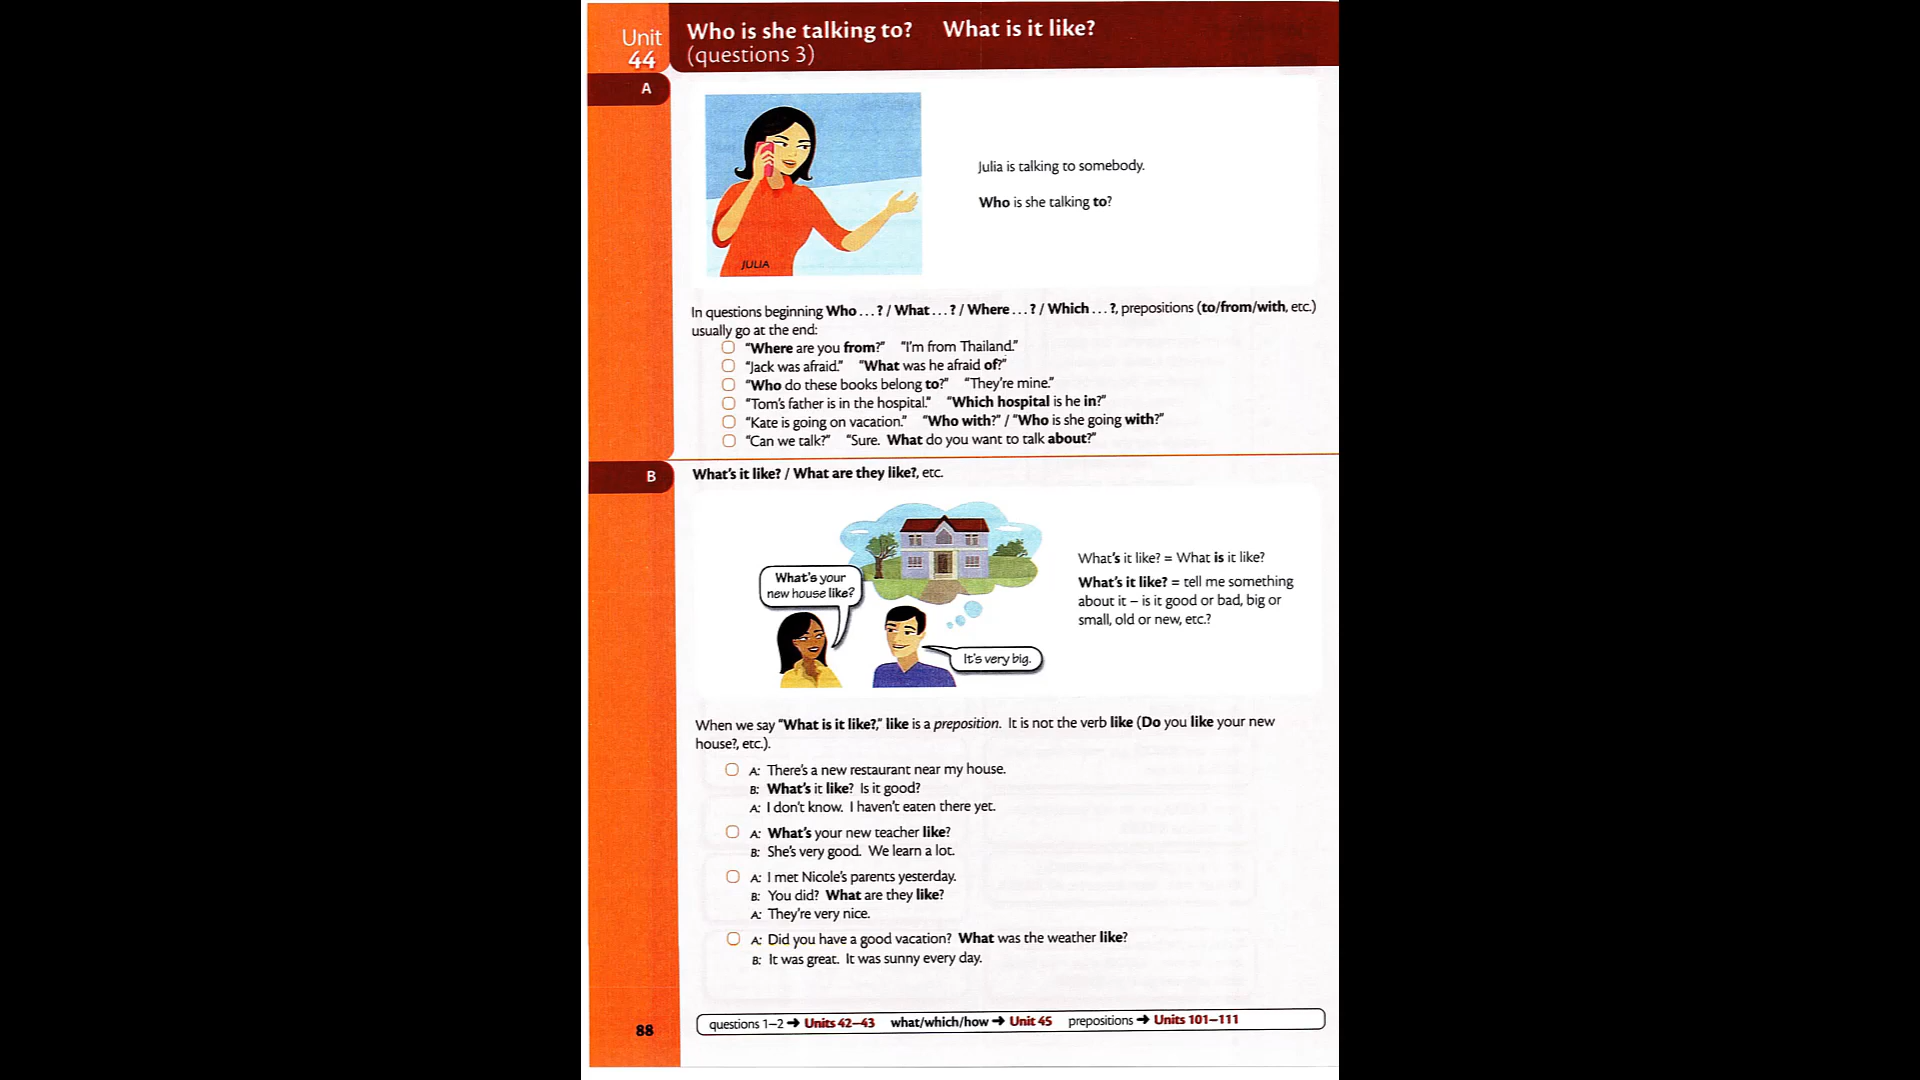 Unit
44
Who is she talking to? What is it like?
(questions 3)
A
JULIA
Julia is talking to somebody.
Who is she talking to?
In questions beginning Who . . . ? / What . . . ? / Where . . . ? / Which . . . ?, prepositions (to/from/with, etc.)
usually go at the end:
"Where are you from?" "I'm from Thailand."
"Jack was afraid." "What was he afraid of?"
"Who do these books belong to?" "They're mine."
"Tom's father is in the hospital." "Which hospital is he in?"
"Kate is going on vacation." "Who with?" / "Who is she going with?"
"Can we talk?" "Sure. What do you want to talk about?"
B
What's it like? / What are they like?, etc.
What's your
new house like?
It's very big.
What's it like? = What is it like?
What's it like? = tell me something
about it – is it good or bad, big or
small, old or new, etc.?
When we say "What is it like?," like is a preposition. It is not the verb like (Do you like your new
house?, etc.).
A: There's a new restaurant near my house.
B: What's it like? Is it good?
A: I don't know. I haven't eaten there yet.
A: What's your new teacher like?
B: She's very good. We learn a lot.
A: I met Nicole's parents yesterday.
B: You did? What are they like?
A: They're very nice.
A: Did you have a good vacation? What was the weather like?
B: It was great. It was sunny every day.
88
questions 1–2 ➜ Units 42–43 what/which/how ➜ Unit 45 prepositions ➜ Units 101–111